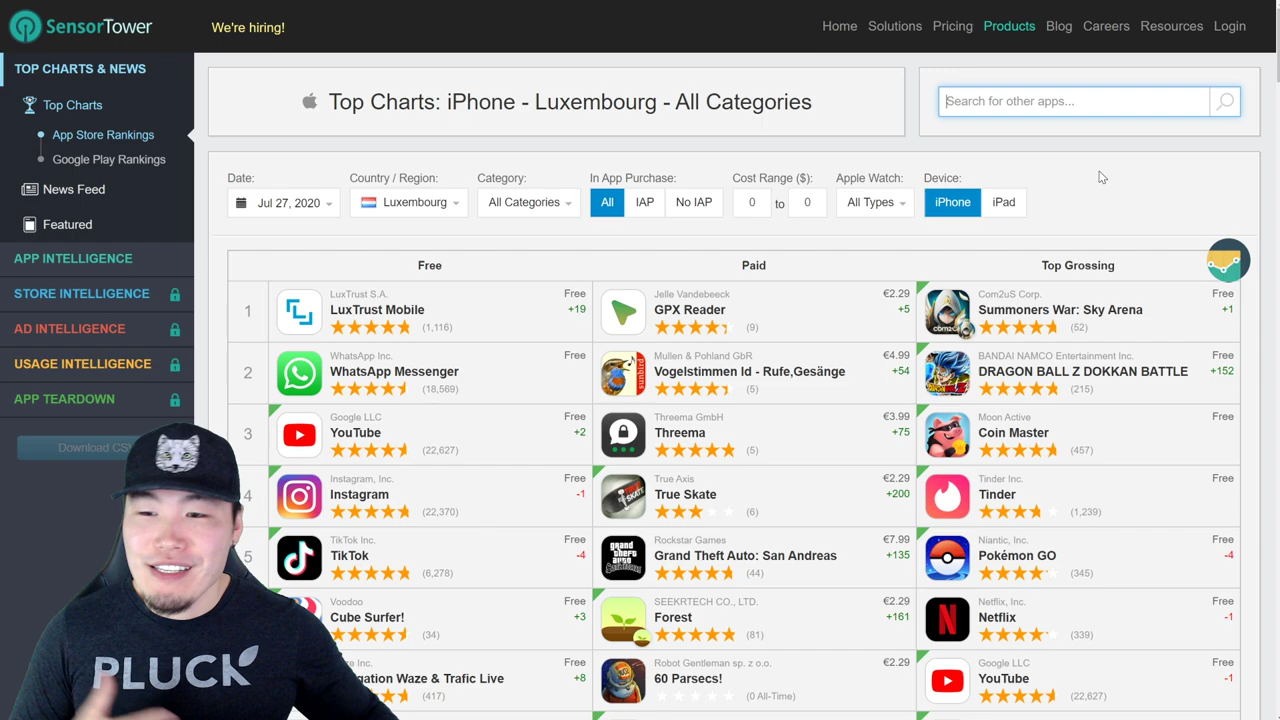 SensorTower
We're hiring!
Home Solutions Pricing Products Blog Careers Resources Login
TOP CHARTS & NEWS
Top Charts
App Store Rankings
Google Play Rankings
News Feed
Featured
APP INTELLIGENCE
STORE INTELLIGENCE
AD INTELLIGENCE
USAGE INTELLIGENCE
APP TEARDOWN
Download CSV
Top Charts: iPhone - Luxembourg - All Categories
Search for other apps...
Date: Country / Region: Category: In App Purchase: Cost Range ($): Apple Watch: Device:
Jul 27, 2020 Luxembourg All Categories All IAP No IAP 0 to 0 All Types iPhone iPad
Free Paid Top Grossing
1
LuxTrust S.A. Free
LuxTrust Mobile +19
(1,116)
Jelle Vandebeeck €2.29
GPX Reader +5
(9)
Com2uS Corp. Free
Summoners War: Sky Arena +1
(52)
com2us
2
WhatsApp Inc. Free
WhatsApp Messenger
(18,569)
Mullen & Pohland GbR €4.99
Vogelstimmen Id - Rufe,Gesänge +54
(5)
sunbird
BANDAI NAMCO Entertainment Inc. Free
DRAGON BALL Z DOKKAN BATTLE +152
(215)
3
Google LLC Free
YouTube +2
(22,627)
Threema GmbH €3.99
Threema +75
(5)
Moon Active Free
Coin Master
(457)
4
Instagram, Inc. Free
Instagram -1
(22,370)
True Axis €2.29
True Skate +200
(6)
Tinder Inc. Free
Tinder
(1,239)
5
TikTok Inc. Free
TikTok -4
(6,278)
Rockstar Games €7.99
Grand Theft Auto: San Andreas +135
(44)
grand
theft
auto
Niantic, Inc. Free
Pokémon GO -4
(345)
Voodoo Free
Cube Surfer! +3
(34)
SEEKRTECH CO., LTD. €2.29
Forest +161
(81)
Netflix, Inc. Free
Netflix -1
(339)
N
Inc. Free
Waze & Trafic Live +8
(417)
Robot Gentleman sp. z o.o. €2.29
60 Parsecs!
(0 All-Time)
Google LLC Free
YouTube -1
(22,627)
PLUCK